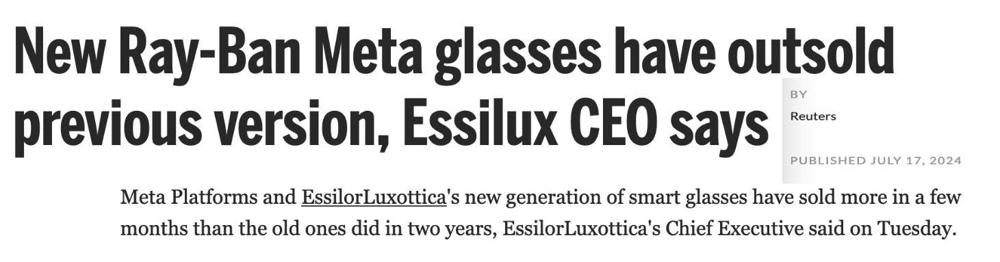 New Ray-Ban Meta glasses have outsold
previous version, Essilux CEO says
BY
Reuters
PUBLISHED JULY 17, 2024
Meta Platforms and EssilorLuxottica's new generation of smart glasses have sold more in a few
months than the old ones did in two years, EssilorLuxottica's Chief Executive said on Tuesday.